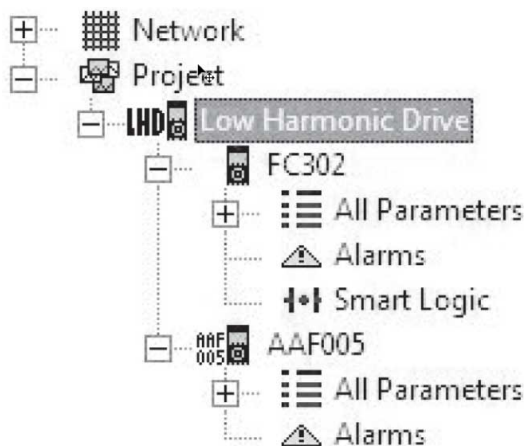 Network
Project
LHD Low Harmonic Drive
FC302
All Parameters
Alarms
Smart Logic
AAF 005 AAF005
All Parameters
Alarms